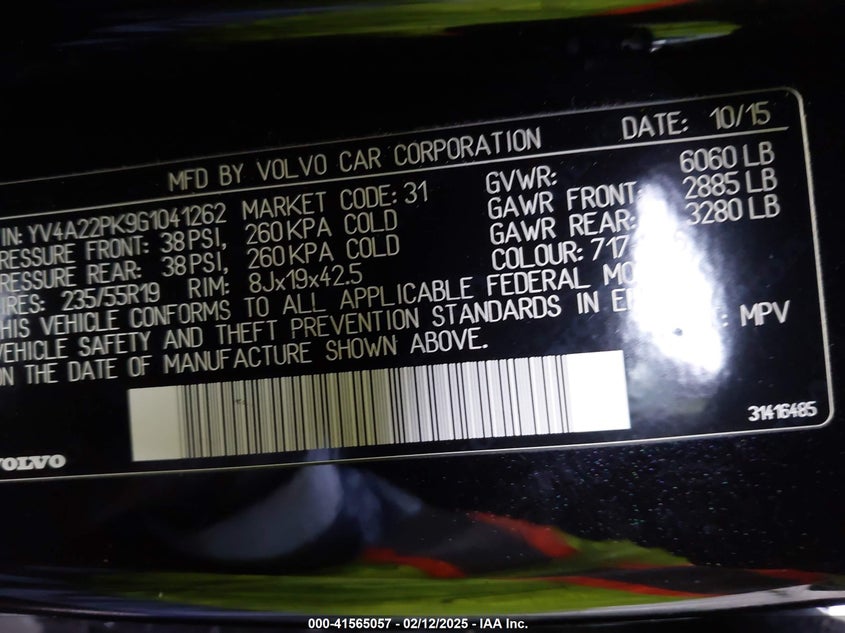 MFD BY VOLVO CAR CORPORATION DATE: 10/15
IN: YV4A22PK9G1041262 MARKET CODE: 31 GVWR: 6060 LB
RESSURE FRONT: 38 PSI, 260 KPA COLD GAWR FRONT: 2885 LB
RESSURE REAR: 38 PSI, 260 KPA COLD GAWR REAR: 3280 LB
IRES: 235/55R19 RIM: 8Jx19x42.5 COLOUR: 717
THIS VEHICLE CONFORMS TO ALL APPLICABLE FEDERAL MO
VEHICLE SAFETY AND THEFT PREVENTION STANDARDS IN E
ON THE DATE OF MANUFACTURE SHOWN ABOVE. : MPV
31416485
VOLVO
000-41565057 - 02/12/2025 - IAA Inc.